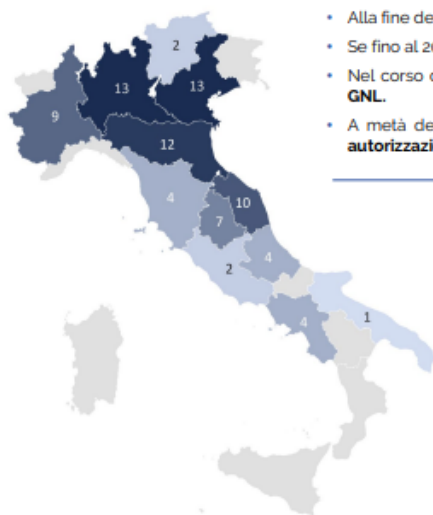 2
• Alla fine de
13
13
• Se fino al 20
• Nel corso
GNL.
9
12
• A metà de
autorizzazi
4
10
7
4
2
4
1